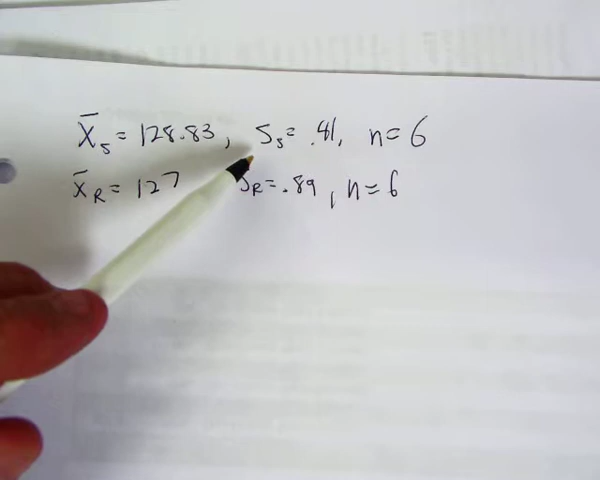 X̄s = 128.83, Ss = .41, n = 6
X̄R = 127 SR = .89, n = 6